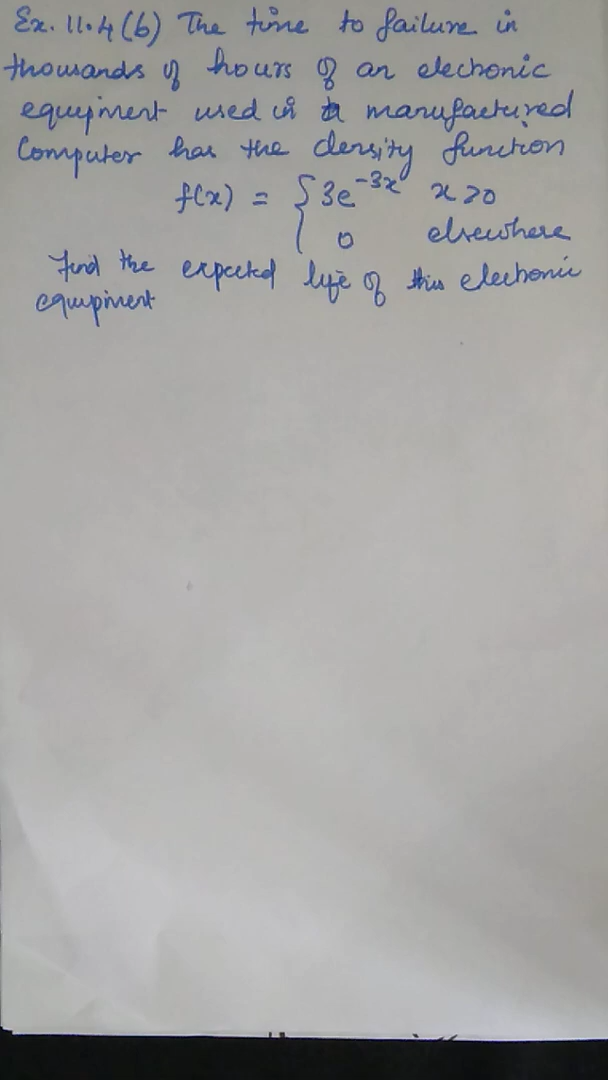 Ex. 11.4 (b) The time to failure in
thousands of hours of an electronic
equipment used in a manufactured
Computer has the density function
f(x) = { 3e^{-3x} x > 0
0 elsewhere
Find the expected life of this electronic
equipment